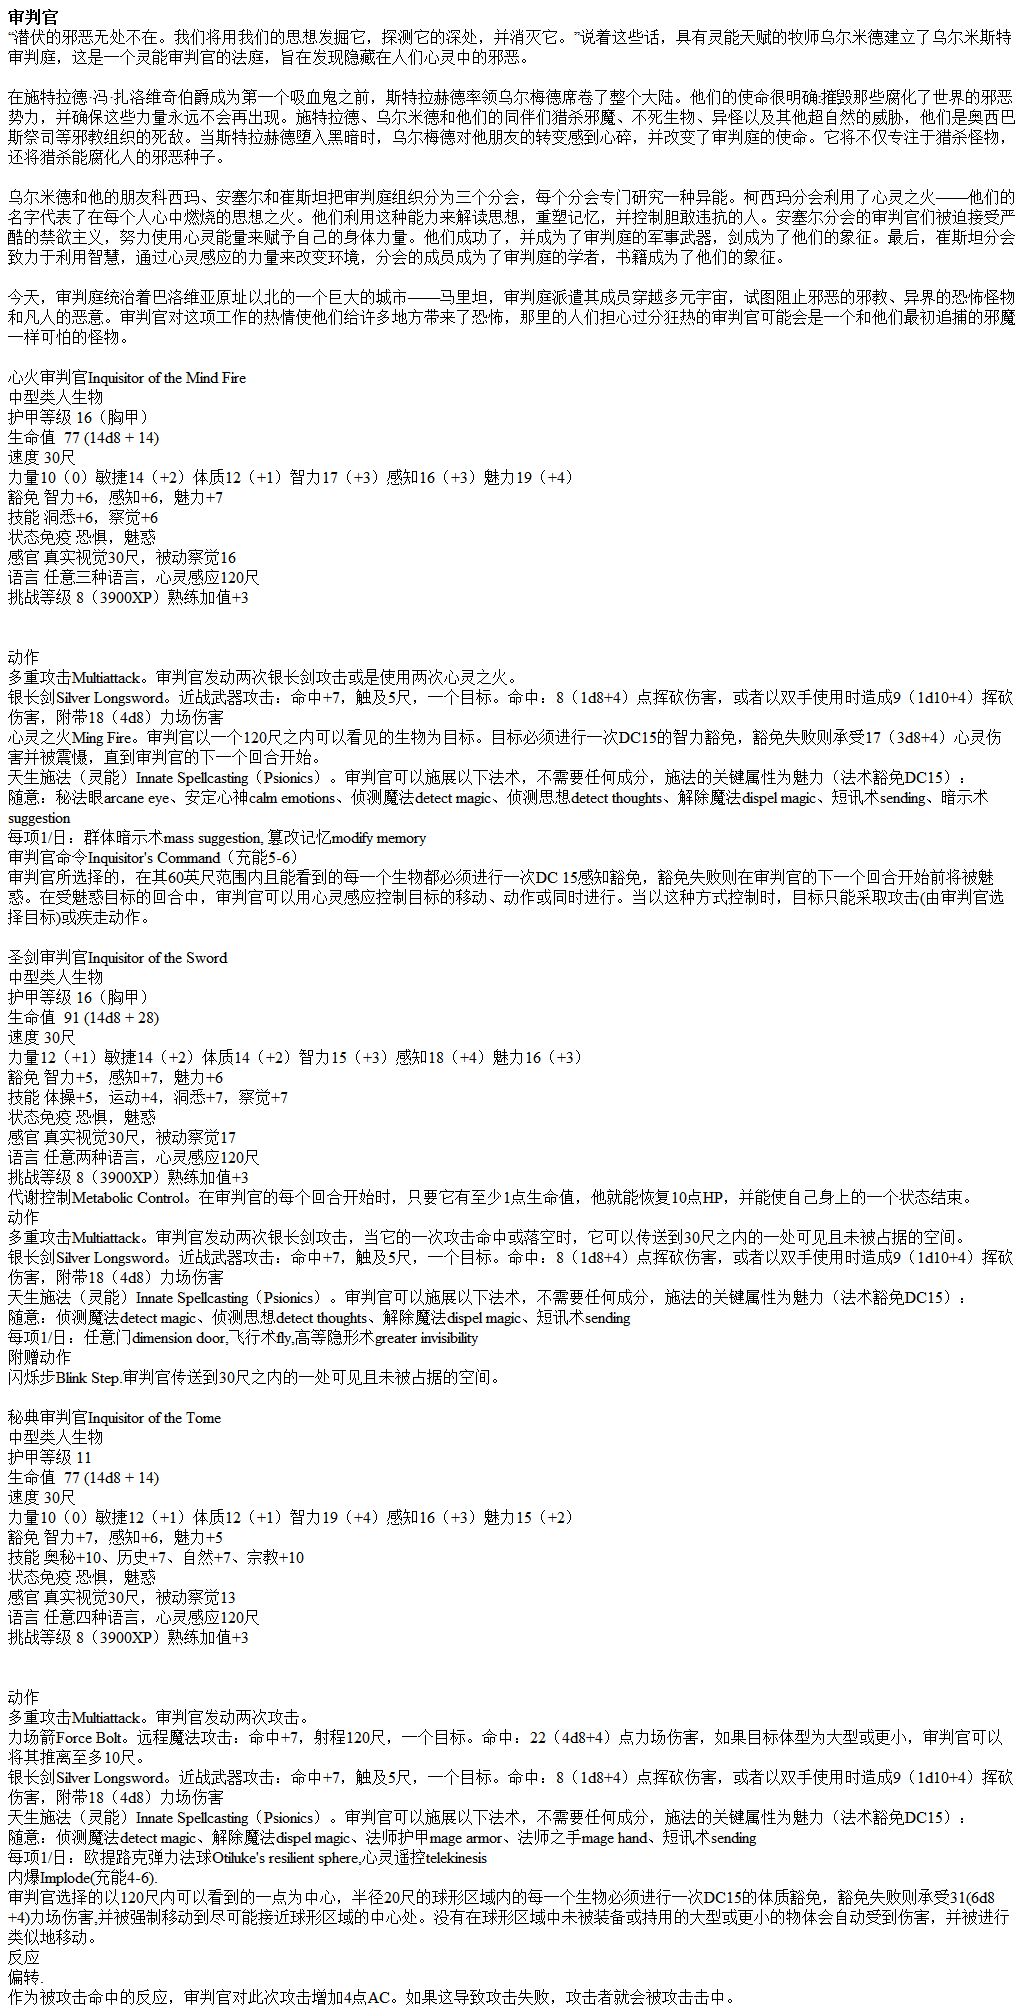 审判官
“潜伏的邪恶无处不在。我们将用我们的思想发掘它，探测它的深处，并消灭它。”说着这些话，具有灵能天赋的牧师乌尔米德建立了乌尔米斯特
审判庭，这是一个灵能审判官的法庭，旨在发现隐藏在人们心灵中的邪恶。
在施特拉德·冯·扎洛维奇伯爵成为第一个吸血鬼之前，斯特拉赫德率领乌尔梅德席卷了整个大陆。他们的使命很明确:摧毁那些腐化了世界的邪恶
势力，并确保这些力量永远不会再出现。施特拉德、乌尔米德和他们的同伴们猎杀邪魔、不死生物、异怪以及其他超自然的威胁，他们是奥西巴
斯祭司等邪教组织的死敌。当斯特拉赫德堕入黑暗时，乌尔梅德对他朋友的转变感到心碎，并改变了审判庭的使命。它将不仅专注于猎杀怪物，
还将猎杀能腐化人的邪恶种子。
乌尔米德和他的朋友科西玛、安塞尔和崔斯坦把审判庭组织分为三个分会，每个分会专门研究一种异能。柯西玛分会利用了心灵之火——他们的
名字代表了在每个人心中燃烧的思想之火。他们利用这种能力来解读思想，重塑记忆，并控制胆敢违抗的人。安塞尔分会的审判官们被迫接受严
酷的禁欲主义，努力使用心灵能量来赋予自己的身体力量。他们成功了，并成为了审判庭的军事武器，剑成为了他们的象征。最后，崔斯坦分会
致力于利用智慧，通过心灵感应的力量来改变环境，分会的成员成为了审判庭的学者，书籍成为了他们的象征。
今天，审判庭统治着巴洛维亚原址以北的一个巨大的城市——马里坦，审判庭派遣其成员穿越多元宇宙，试图阻止邪恶的邪教、异界的恐怖怪物
和凡人的恶意。审判官对这项工作的热情使他们给许多地方带来了恐怖，那里的人们担心过分狂热的审判官可能会是一个和他们最初追捕的邪魔
一样可怕的怪物。
心火审判官Inquisitor of the Mind Fire
中型类人生物
护甲等级 16（胸甲）
生命值 77 (14d8 + 14)
速度 30尺
力量10（0）敏捷14（+2）体质12（+1）智力17（+3）感知16（+3）魅力19（+4）
豁免 智力+6，感知+6，魅力+7
技能 洞悉+6，察觉+6
状态免疫 恐惧，魅惑
感官 真实视觉30尺，被动察觉16
语言 任意三种语言，心灵感应120尺
挑战等级 8（3900XP）熟练加值+3
动作
多重攻击Multiattack。审判官发动两次银长剑攻击或是使用两次心灵之火。
银长剑Silver Longsword。近战武器攻击：命中+7，触及5尺，一个目标。命中：8（1d8+4）点挥砍伤害，或者以双手使用时造成9（1d10+4）挥砍
伤害，附带18（4d8）力场伤害
心灵之火Ming Fire。审判官以一个120尺之内可以看见的生物为目标。目标必须进行一次DC15的智力豁免，豁免失败则承受17（3d8+4）心灵伤
害并被震慑，直到审判官的下一个回合开始。
天生施法（灵能）Innate Spellcasting（Psionics）。审判官可以施展以下法术，不需要任何成分，施法的关键属性为魅力（法术豁免DC15）：
随意：秘法眼arcane eye、安定心神calm emotions、侦测魔法detect magic、侦测思想detect thoughts、解除魔法dispel magic、短讯术sending、暗示术
suggestion
每项1/日：群体暗示术mass suggestion, 篡改记忆modify memory
审判官命令Inquisitor's Command（充能5-6）
审判官所选择的，在其60英尺范围内且能看到的每一个生物都必须进行一次DC 15感知豁免，豁免失败则在审判官的下一个回合开始前将被魅
惑。在受魅惑目标的回合中，审判官可以用心灵感应控制目标的移动、动作或同时进行。当以这种方式控制时，目标只能采取攻击(由审判官选
择目标)或疾走动作。
圣剑审判官Inquisitor of the Sword
中型类人生物
护甲等级 16（胸甲）
生命值 91 (14d8 + 28)
速度 30尺
力量12（+1）敏捷14（+2）体质14（+2）智力15（+3）感知18（+4）魅力16（+3）
豁免 智力+5，感知+7，魅力+6
技能 体操+5，运动+4，洞悉+7，察觉+7
状态免疫 恐惧，魅惑
感官 真实视觉30尺，被动察觉17
语言 任意两种语言，心灵感应120尺
挑战等级 8（3900XP）熟练加值+3
代谢控制Metabolic Control。在审判官的每个回合开始时，只要它有至少1点生命值，他就能恢复10点HP，并能使自己身上的一个状态结束。
动作
多重攻击Multiattack。审判官发动两次银长剑攻击，当它的一次攻击命中或落空时，它可以传送到30尺之内的一处可见且未被占据的空间。
银长剑Silver Longsword。近战武器攻击：命中+7，触及5尺，一个目标。命中：8（1d8+4）点挥砍伤害，或者以双手使用时造成9（1d10+4）挥砍
伤害，附带18（4d8）力场伤害
天生施法（灵能）Innate Spellcasting（Psionics）。审判官可以施展以下法术，不需要任何成分，施法的关键属性为魅力（法术豁免DC15）：
随意：侦测魔法detect magic、侦测思想detect thoughts、解除魔法dispel magic、短讯术sending
每项1/日：任意门dimension door,飞行术fly,高等隐形术greater invisibility
附赠动作
闪烁步Blink Step.审判官传送到30尺之内的一处可见且未被占据的空间。
秘典审判官Inquisitor of the Tome
中型类人生物
护甲等级 11
生命值 77 (14d8 + 14)
速度 30尺
力量10（0）敏捷12（+1）体质12（+1）智力19（+4）感知16（+3）魅力15（+2）
豁免 智力+7，感知+6，魅力+5
技能 奥秘+10、历史+7、自然+7、宗教+10
状态免疫 恐惧，魅惑
感官 真实视觉30尺，被动察觉13
语言 任意四种语言，心灵感应120尺
挑战等级 8（3900XP）熟练加值+3
动作
多重攻击Multiattack。审判官发动两次攻击。
力场箭Force Bolt。远程魔法攻击：命中+7，射程120尺，一个目标。命中：22（4d8+4）点力场伤害，如果目标体型为大型或更小，审判官可以
将其推离至多10尺。
银长剑Silver Longsword。近战武器攻击：命中+7，触及5尺，一个目标。命中：8（1d8+4）点挥砍伤害，或者以双手使用时造成9（1d10+4）挥砍
伤害，附带18（4d8）力场伤害
天生施法（灵能）Innate Spellcasting（Psionics）。审判官可以施展以下法术，不需要任何成分，施法的关键属性为魅力（法术豁免DC15）：
随意：侦测魔法detect magic、解除魔法dispel magic、法师护甲mage armor、法师之手mage hand、短讯术sending
每项1/日：欧提路克弹力法球Otiluke's resilient sphere,心灵遥控telekinesis
内爆Implode(充能4-6).
审判官选择的以120尺内可以看到的一点为中心，半径20尺的球形区域内的每一个生物必须进行一次DC15的体质豁免，豁免失败则承受31(6d8
+4)力场伤害,并被强制移动到尽可能接近球形区域的中心处。没有在球形区域中未被装备或持用的大型或更小的物体会自动受到伤害，并被进行
类似地移动。
反应
偏转.
作为被攻击命中的反应，审判官对此次攻击增加4点AC。如果这导致攻击失败，攻击者就会被攻击击中。